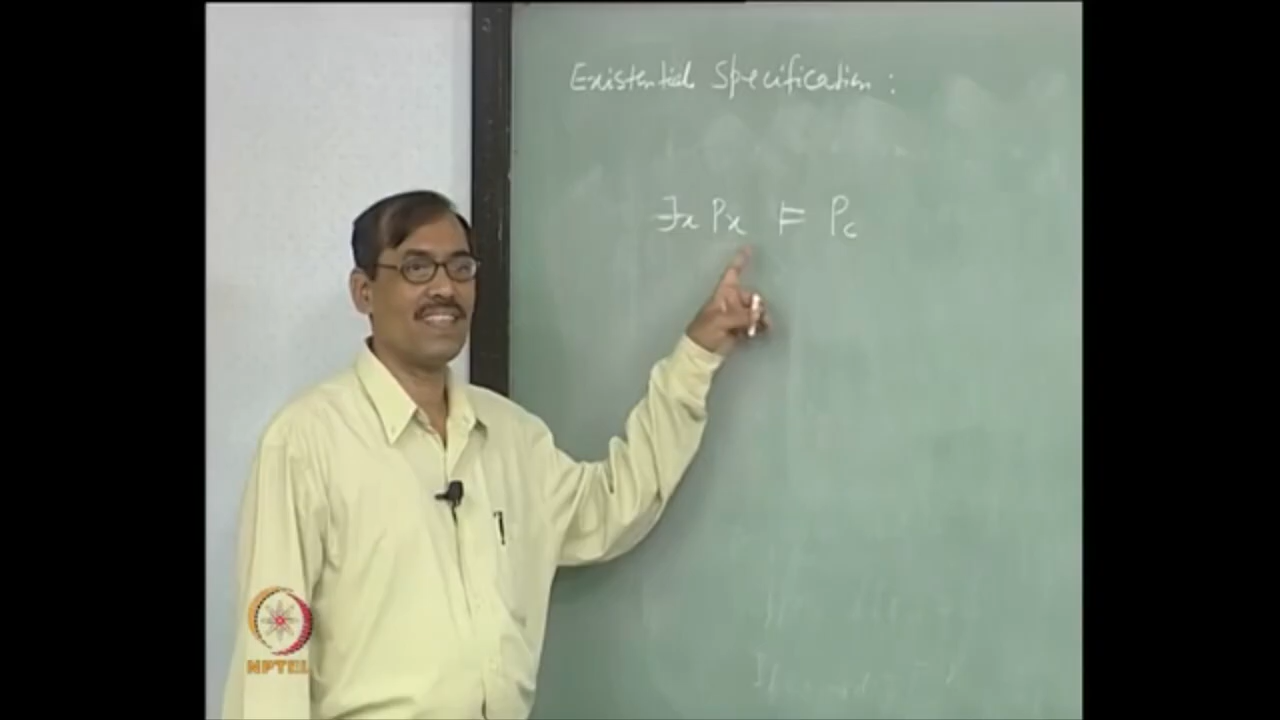 Existential Specification :
∃x Px ⊨ Pc
NPTEL